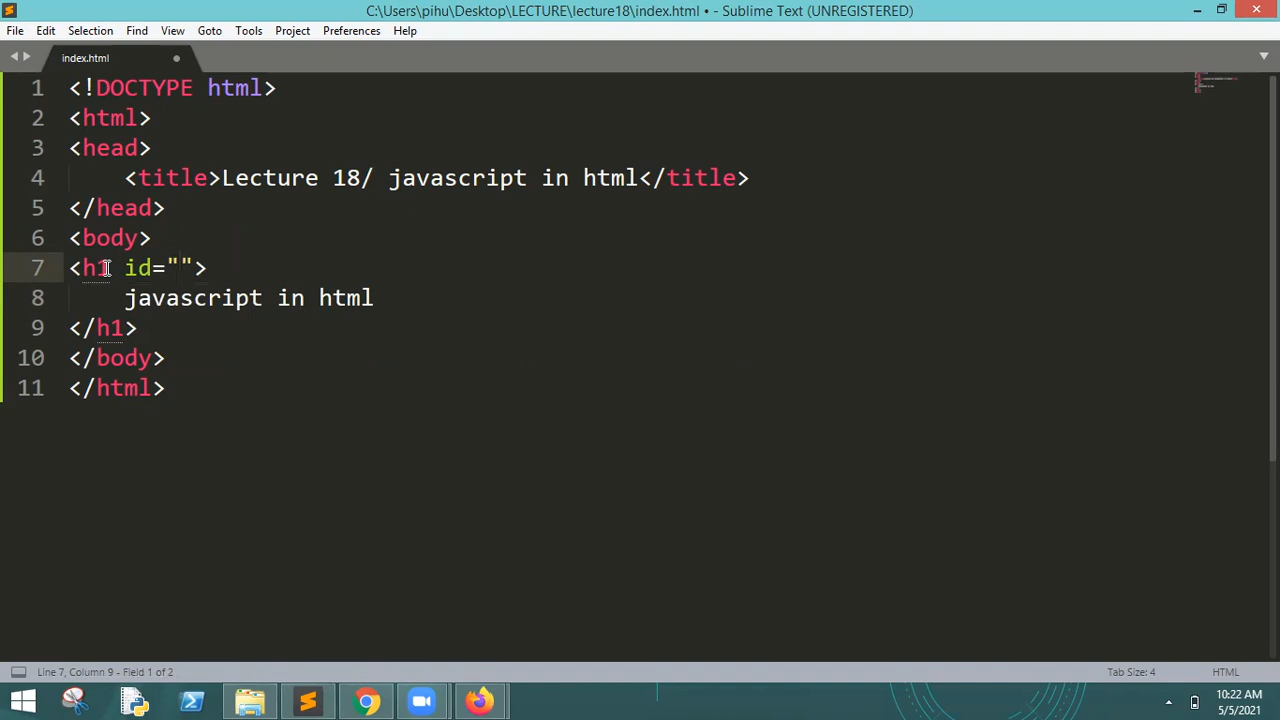 C:\Users\pihu\Desktop\LECTURE\lecture18\index.html • - Sublime Text (UNREGISTERED)
File Edit Selection Find View Goto Tools Project Preferences Help
index.html
1 <!DOCTYPE html>
2 <html>
3 <head>
4 <title>Lecture 18/ javascript in html</title>
5 </head>
6 <body>
7 <h1 id="">
8 javascript in html
9 </h1>
10 </body>
11 </html>
Line 7, Column 9 - Field 1 of 2 Tab Size: 4 HTML
10:22 AM
5/5/2021